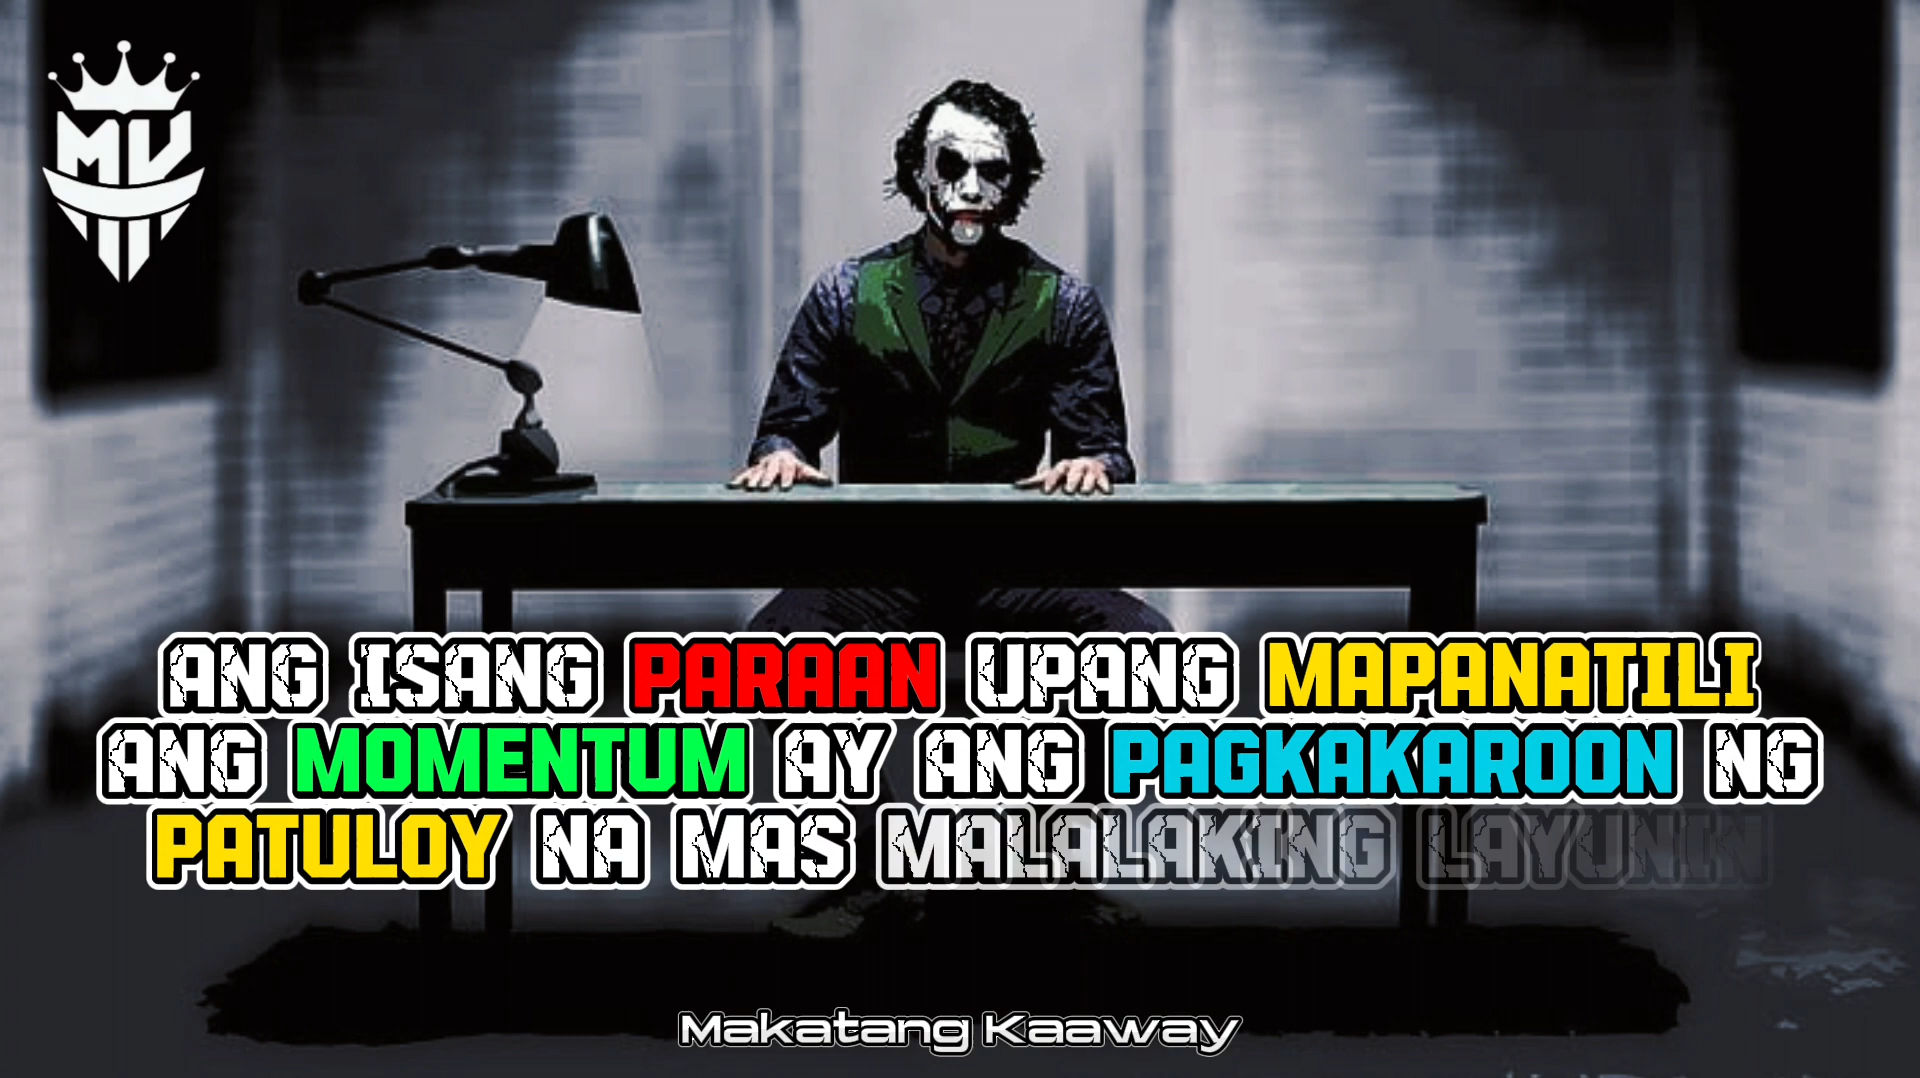 MV
ANG ISANG PARAAN UPANG MAPANATILI
ANG MOMENTUM AY ANG PAGKAKAROON NG
PATULOY NA MAS MALALAKING LAYUNIN
Makatang Kaaway